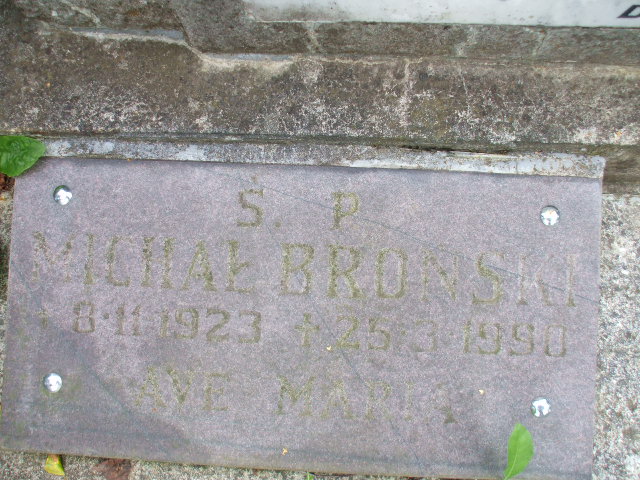 Ś. P.
MICHAŁ BRONSKI
* 8·11·1923 ✝ 25·3·1990
AVE MARIA